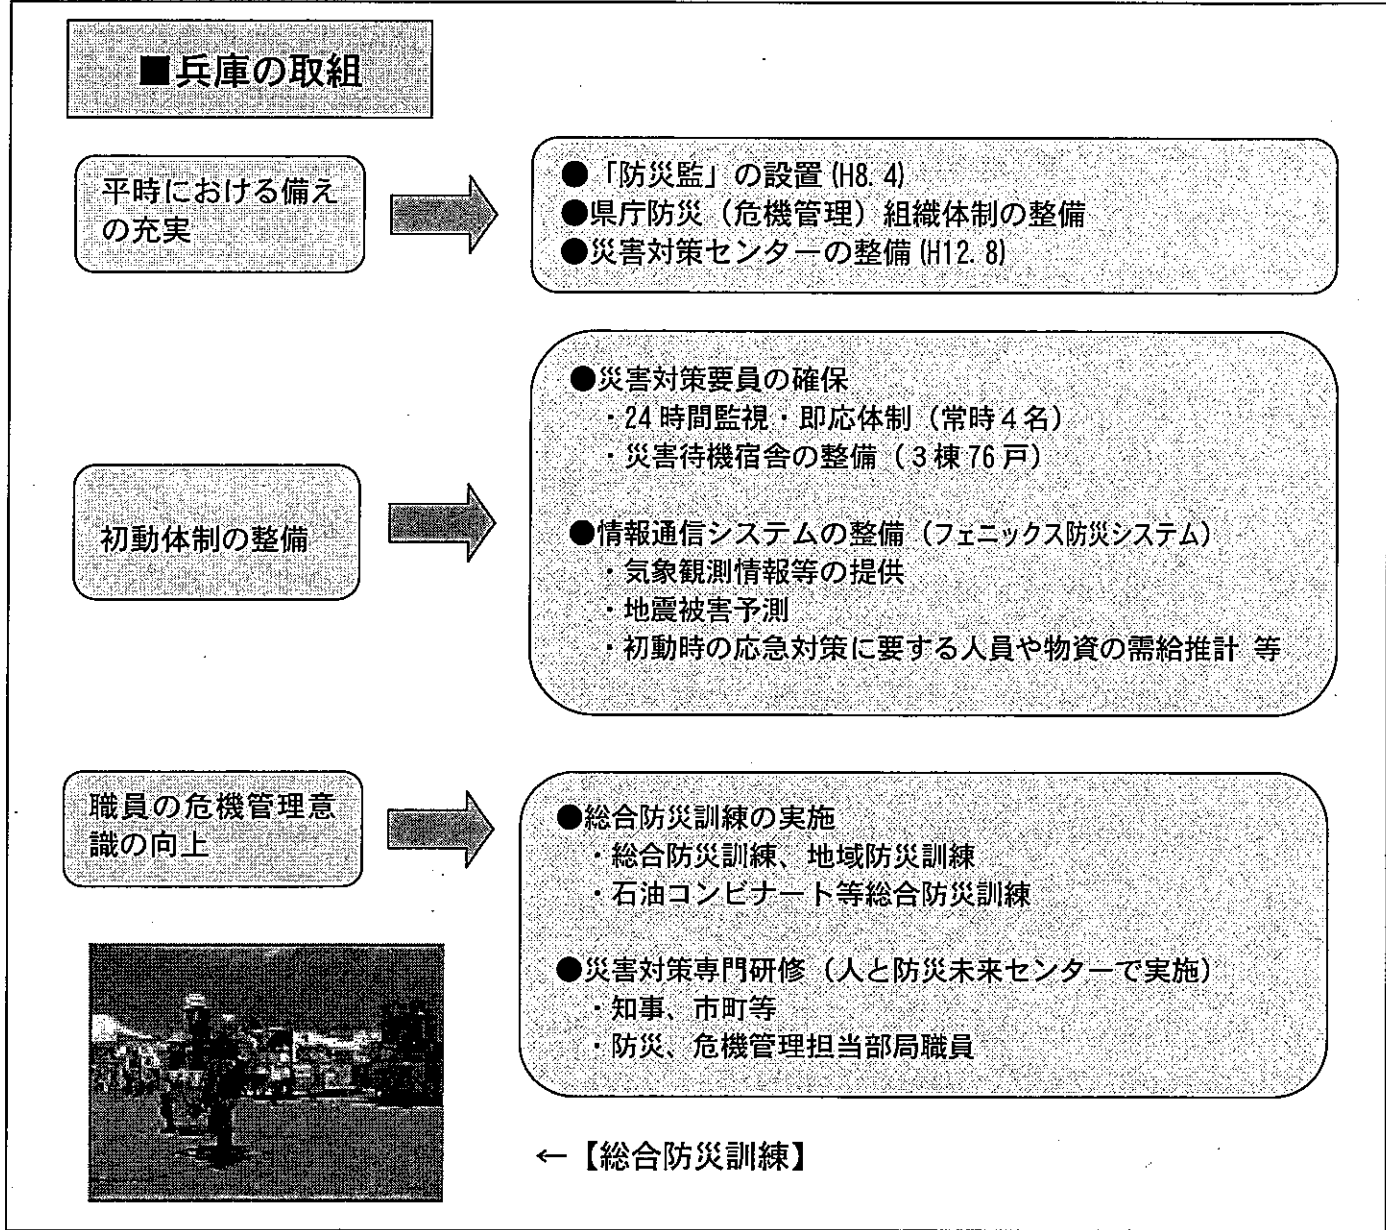 ■兵庫の取組
平時における備え
の充実
●「防災監」の設置(H8.4)
●県庁防災(危機管理)組織体制の整備
●災害対策センターの整備(H12.8)
初動体制の整備
●災害対策要員の確保
・24時間監視・即応体制(常時4名)
・災害待機宿舎の整備(3棟76戸)
●情報通信システムの整備(フェニックス防災システム)
・気象観測情報等の提供
・地震被害予測
・初動時の応急対策に要する人員や物資の需給推計 等
職員の危機管理意
識の向上
●総合防災訓練の実施
・総合防災訓練、地域防災訓練
・石油コンビナート等総合防災訓練
●災害対策専門研修(人と防災未来センターで実施)
・知事、市町等
・防災、危機管理担当部局職員
←【総合防災訓練】